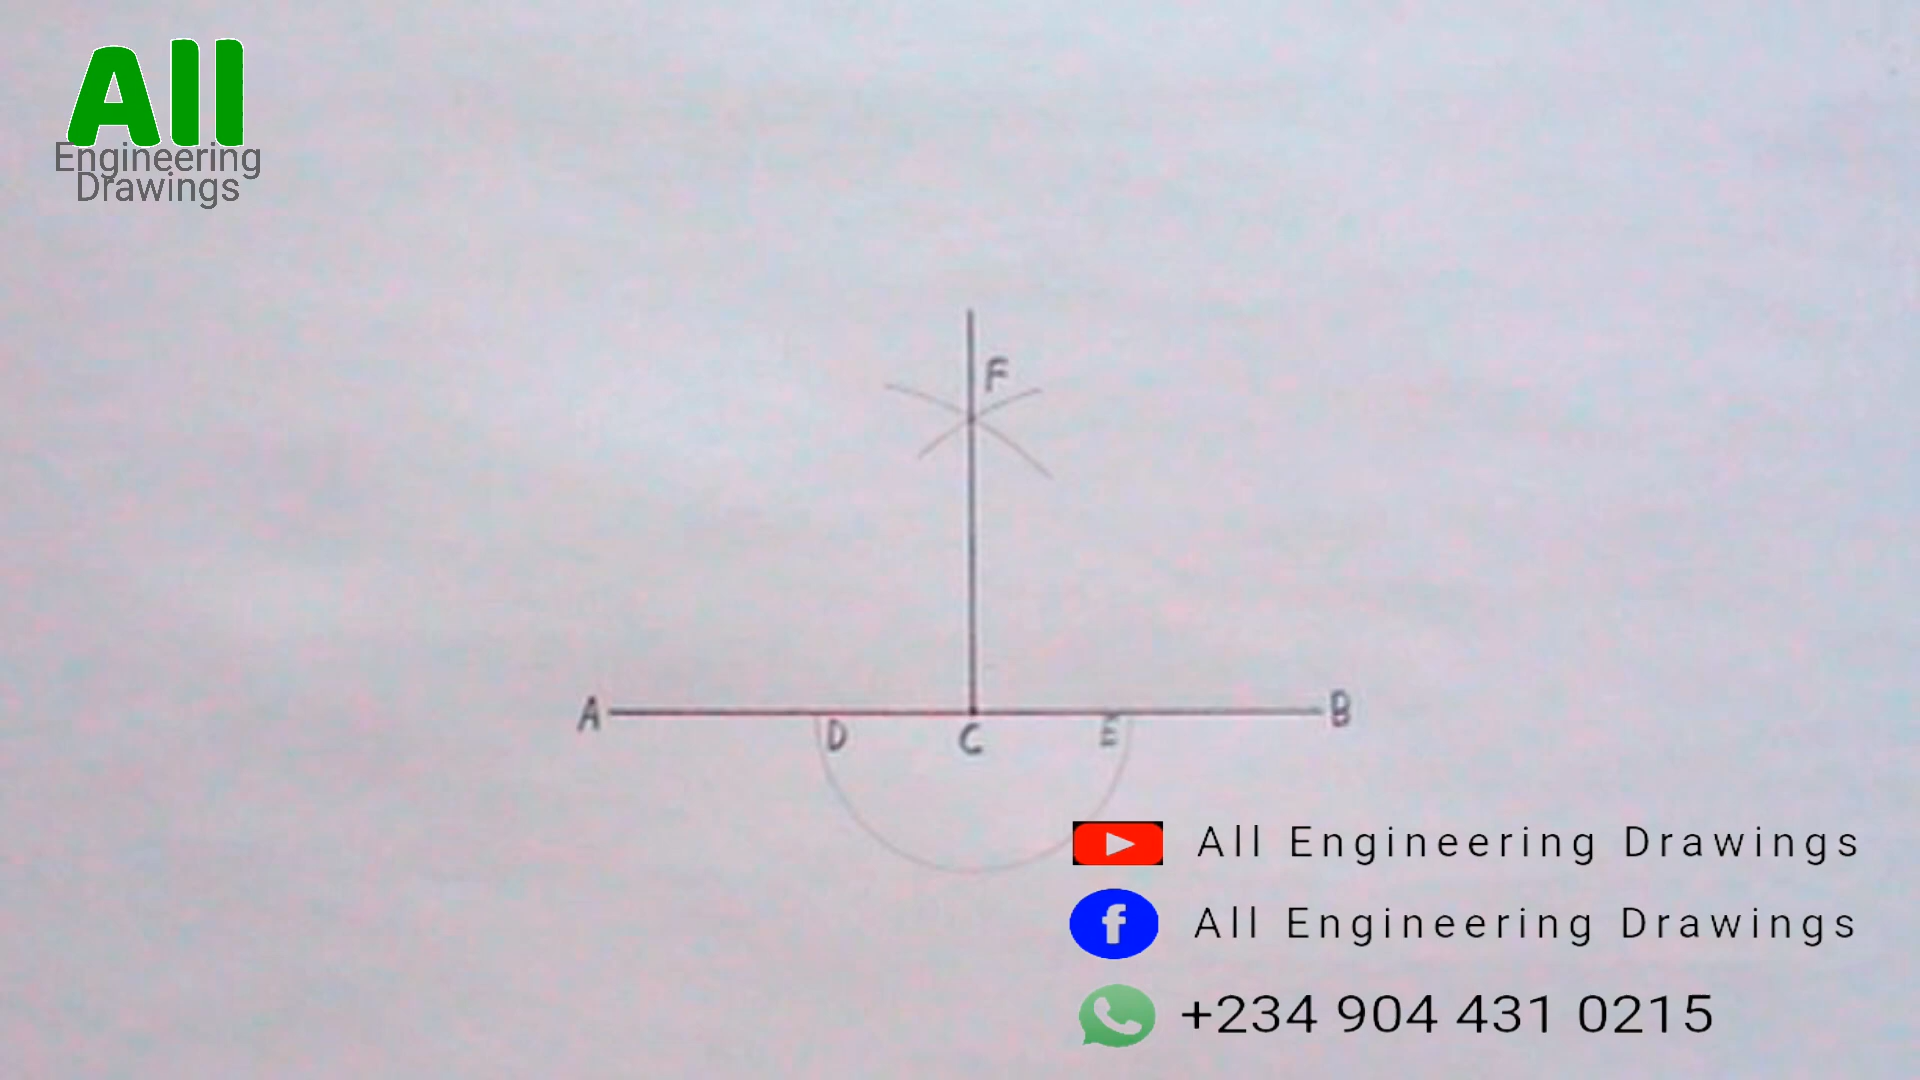 All
Engineering
Drawings
F
A
B
D
C
E
All Engineering Drawings
All Engineering Drawings
+234 904 431 0215